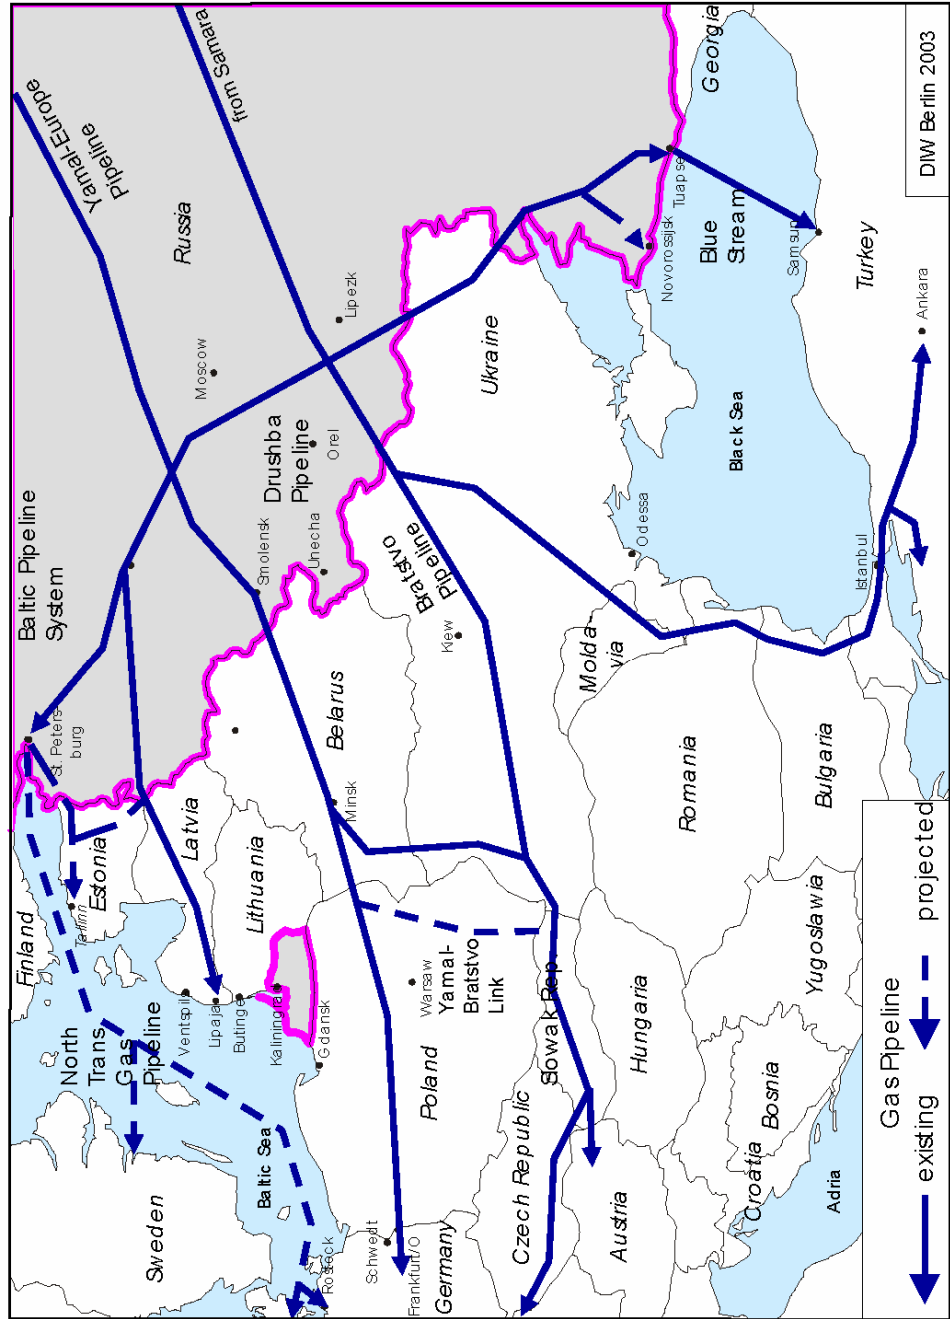 Finland
Baltic Pipeline
System
St. Peters-
burg
Tallinn
Estonia
North
Trans
Gas
Pipeline
Yamal-Europe
Pipeline
Sweden
Latvia
Russia
Ventspils
Moscow
Lipaja
from Samara
Butinge
Lithuania
Baltic Sea
Smolensk
Drushba
Pipeline
Kaliningrad
Gdansk
Unecha
Orel
Rosteck
Belarus
Minsk
Lipezk
Schwedt
Frankfurt/O
Warsaw
Poland
Germany
Yamal-
Bratstvo
Link
Bratstvo
Pipeline
Kiew
Ukraine
Czech Republic
Slowak Rep.
Austria
Hungaria
Molda-
via
Odessa
Romania
Novorossijsk
Tuapse
Georgia
Blue
Stream
Black Sea
Croatia
Bosnia
Yugoslawia
Bulgaria
Samsun
Adria
Istanbul
Turkey
Ankara
Gas Pipeline
existing
projected
DIW Berlin 2003